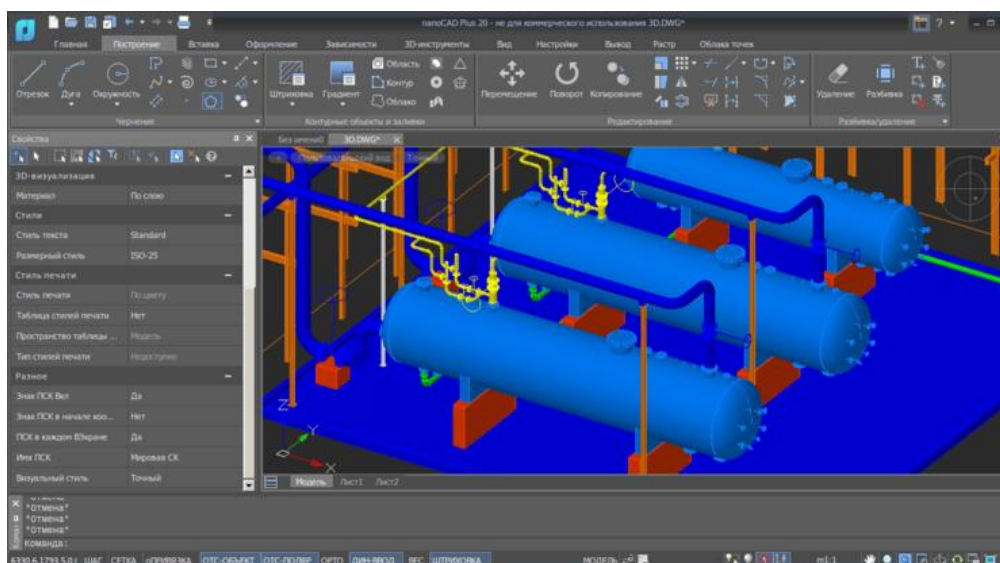 nanoCAD Plus 20 - не для коммерческого использования 3D.DWG*
Главная Построение Вставка Оформление Зависимости 3D-инструменты Вид Настройки Вывод Растр Облака точек
Отрезок Дуга Окружность Штриховка Градиент Область Контур Облако Перемещение Поворот Копирование Удаление Разбивка
Черчение Контурные объекты и заливки Редактирование Разбивка/удаление
Свойства
Без имени0 3D.DWG*
3D-визуализация
Материал По слою
Стили
Стиль текста Standard
Размерный стиль ISO-25
Стиль печати
Стиль печати По цвету
Таблица стилей печати Нет
Пространство таблицы ... Модель
Тип стилей печати Недоступно
Разное
Знак ПСК Вкл Да
Знак ПСК в начале коо... Нет
ПСК в каждом ВЭкране Да
Имя ПСК Мировая СК
Визуальный стиль Точный
Z
Y
X
Модель Лист1 Лист2
*Отмена*
*Отмена*
*Отмена*
Команда:
ШАГ СЕТКА оПРИВЯЗКА ОТС-ОБЪЕКТ ОТС-ПОЛЯР ОРТО ДИН-ВВОД ВЕС ШТРИХОВКА МОДЕЛЬ m1:1